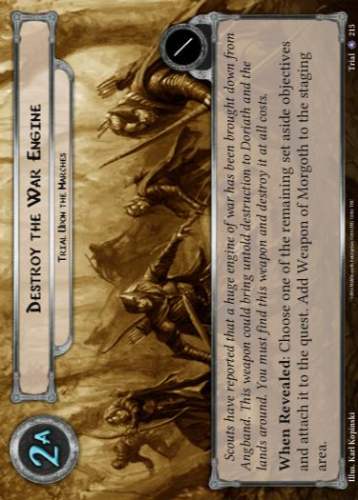 2A
DESTROY THE WAR ENGINE
TRIAL UPON THE MARCHES
Scouts have reported that a huge engine of war has been brought down from
Angband. This weapon could bring untold destruction to Doriath and the
lands around. You must find this weapon and destroy it at all costs.
When Revealed: Choose one of the remaining set aside objectives
and attach it to the quest. Add Weapon of Morgoth to the staging
area.
Illus. Karl Kopinski
Trial 215